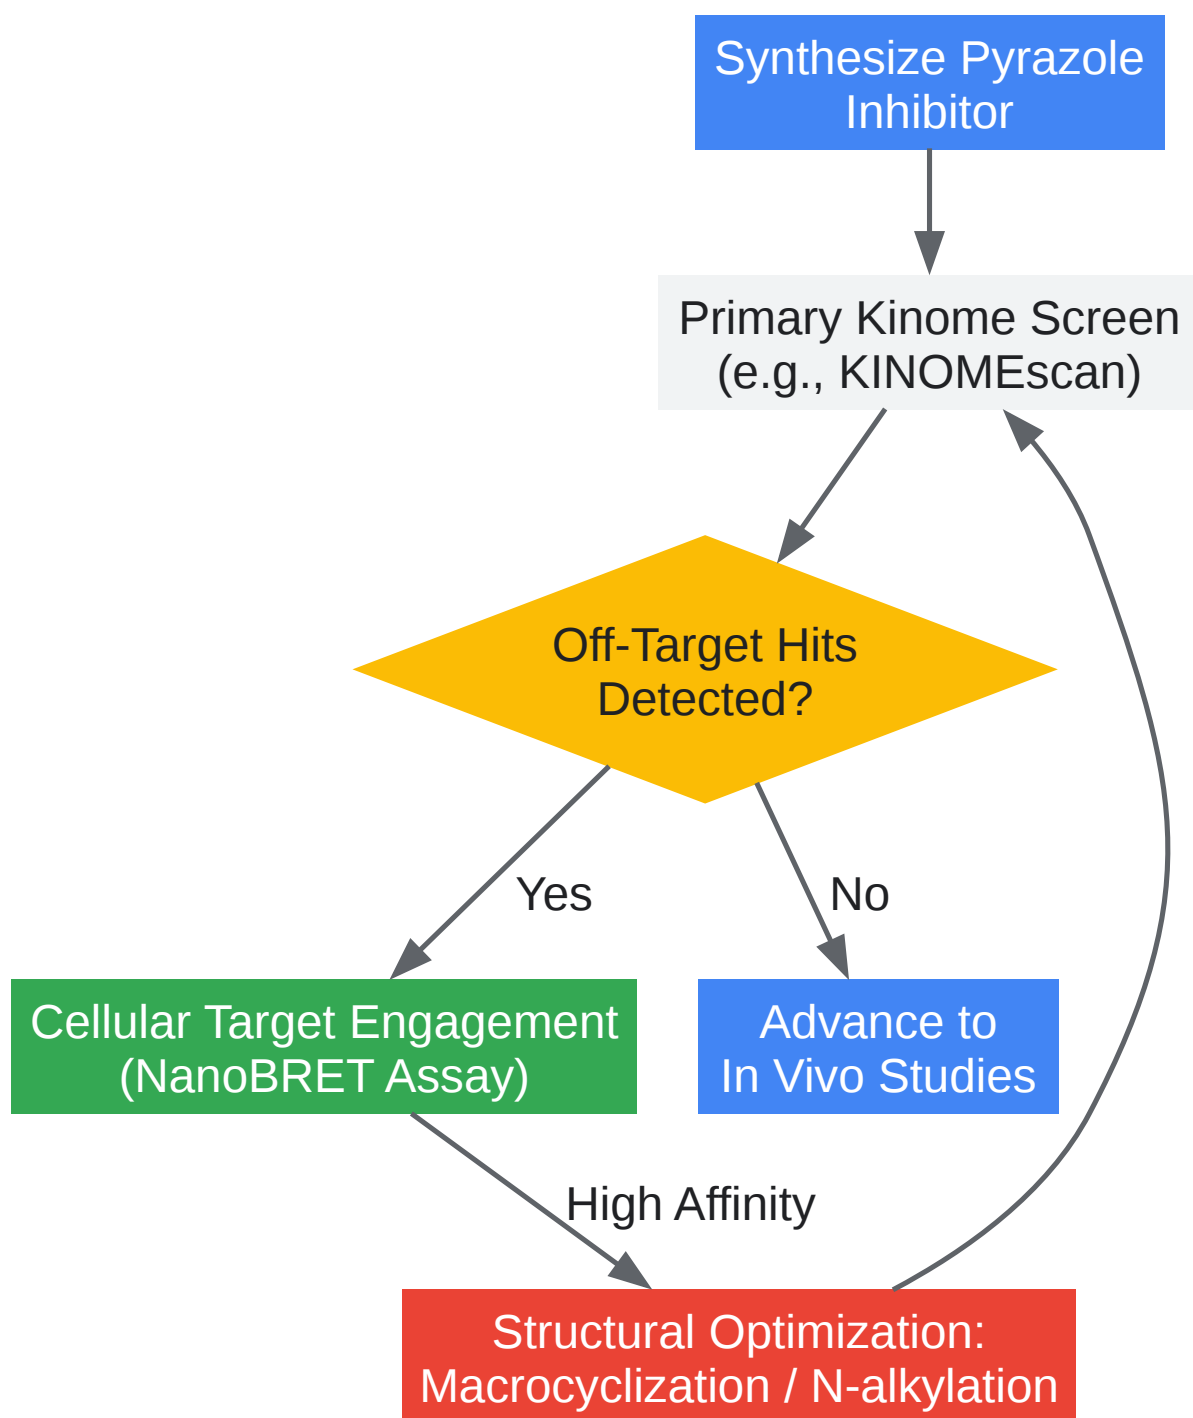 Synthesize Pyrazole
Inhibitor
Primary Kinome Screen
(e.g., KINOMEscan)
Off-Target Hits
Detected?
Yes
No
Cellular Target Engagement
(NanoBRET Assay)
Advance to
In Vivo Studies
High Affinity
Structural Optimization:
Macrocyclization / N-alkylation